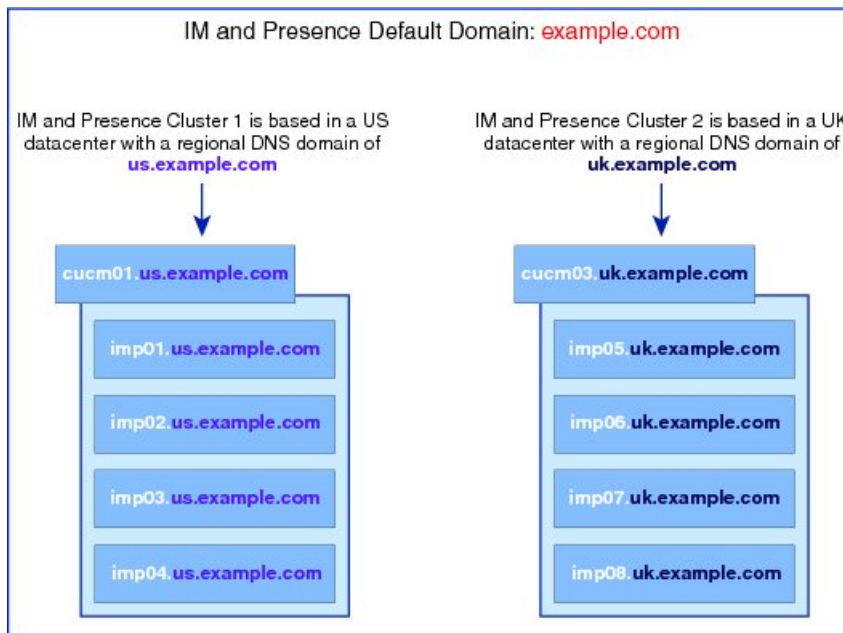 IM and Presence Default Domain: example.com
IM and Presence Cluster 1 is based in a US
datacenter with a regional DNS domain of
us.example.com
cucm01.us.example.com
imp01.us.example.com
imp02.us.example.com
imp03.us.example.com
imp04.us.example.com
IM and Presence Cluster 2 is based in a UK
datacenter with a regional DNS domain of
uk.example.com
cucm03.uk.example.com
imp05.uk.example.com
imp06.uk.example.com
imp07.uk.example.com
imp08.uk.example.com